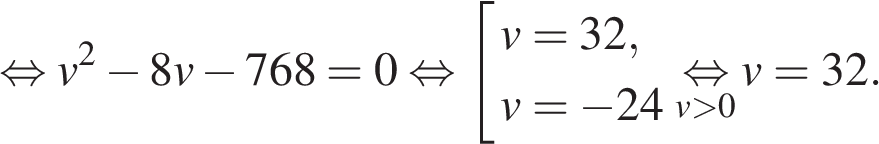 ⇔ v² − 8v − 768 = 0 ⇔ [ v = 32, v = −24 ⇔ v>0 v = 32.